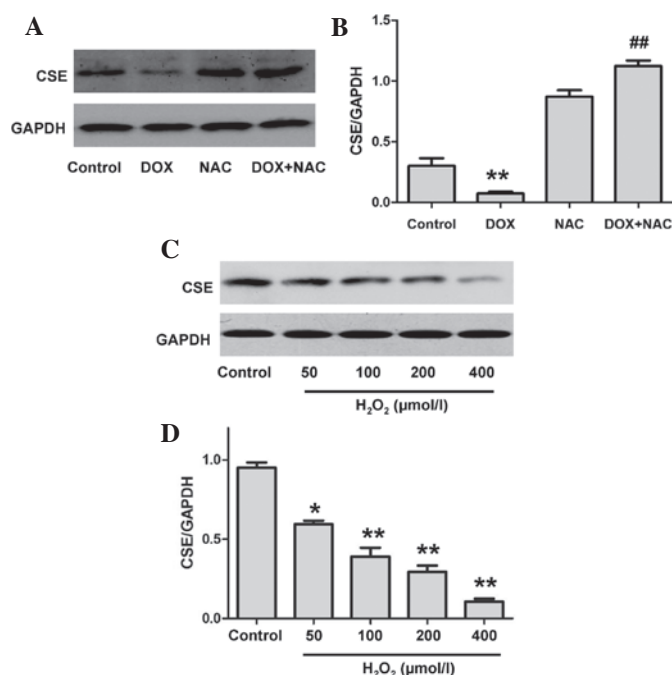 A
CSE
GAPDH
Control DOX NAC DOX+NAC
B
CSE/GAPDH
1.5
1.0
0.5
0.0
**
##
Control DOX NAC DOX+NAC
C
CSE
GAPDH
Control 50 100 200 400
H₂O₂ (µmol/l)
D
CSE/GAPDH
1.0
0.5
0.0
*
**
**
**
Control 50 100 200 400
H₂O₂ (µmol/l)